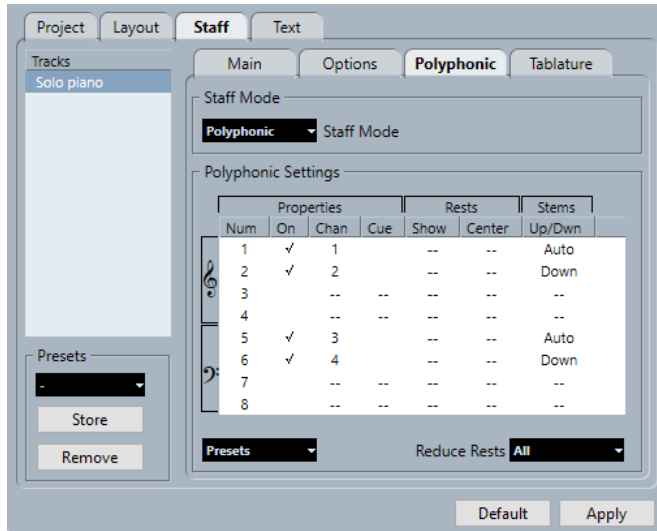 Project Layout Staff Text
Tracks
Solo piano
Main Options Polyphonic Tablature
Staff Mode
Polyphonic Staff Mode
Polyphonic Settings
Properties Rests Stems
Num On Chan Cue Show Center Up/Dwn
1 √ 1 -- -- Auto
2 √ 2 -- -- Down
3 -- -- -- -- --
4 -- -- -- -- --
5 √ 3 -- -- Auto
6 √ 4 -- -- Down
7 -- -- -- -- --
8 -- -- -- -- --
Presets
-
Store
Remove
Presets Reduce Rests All
Default Apply